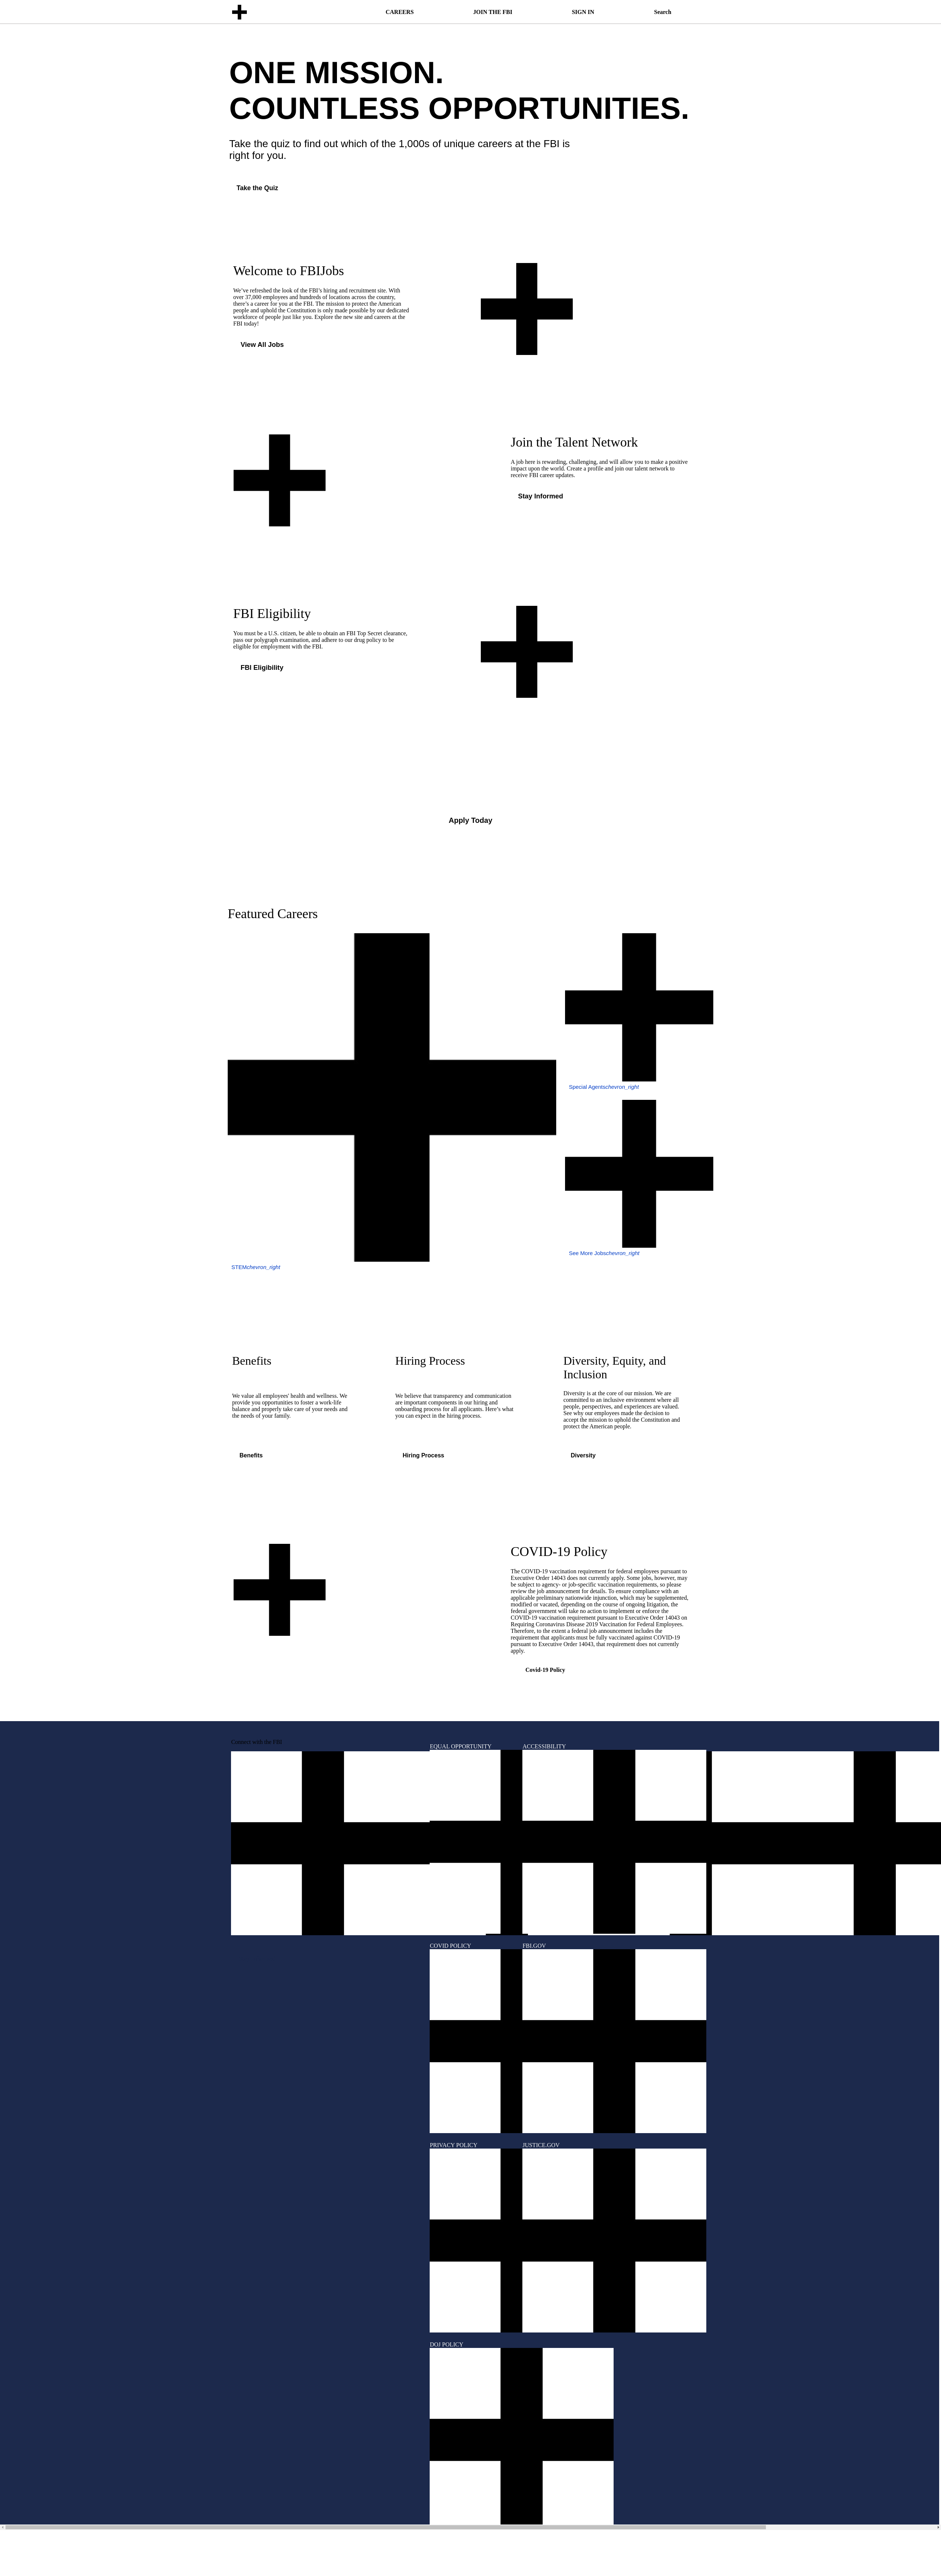 CAREERS
JOIN THE FBI
SIGN IN
Search
ONE MISSION.
COUNTLESS OPPORTUNITIES.
Take the quiz to find out which of the 1,000s of unique careers at the FBI is
right for you.
Take the Quiz
Welcome to FBIJobs
We've refreshed the look of the FBI's hiring and recruitment site. With
over 37,000 employees and hundreds of locations across the country,
there's a career for you at the FBI. The mission to protect the American
people and uphold the Constitution is only made possible by our dedicated
workforce of people just like you. Explore the new site and careers at the
FBI today!
View All Jobs
Join the Talent Network
A job here is rewarding, challenging, and will allow you to make a positive
impact upon the world. Create a profile and join our talent network to
receive FBI career updates.
Stay Informed
FBI Eligibility
You must be a U.S. citizen, be able to obtain an FBI Top Secret clearance,
pass our polygraph examination, and adhere to our drug policy to be
eligible for employment with the FBI.
FBI Eligibility
Apply Today
Featured Careers
Special Agentschevron_right
See More Jobschevron_right
STEMchevron_right
Benefits
We value all employees' health and wellness. We
provide you opportunities to foster a work-life
balance and properly take care of your needs and
the needs of your family.
Benefits
Hiring Process
We believe that transparency and communication
are important components in our hiring and
onboarding process for all applicants. Here's what
you can expect in the hiring process.
Hiring Process
Diversity, Equity, and
Inclusion
Diversity is at the core of our mission. We are
committed to an inclusive environment where all
people, perspectives, and experiences are valued.
See why our employees made the decision to
accept the mission to uphold the Constitution and
protect the American people.
Diversity
COVID-19 Policy
The COVID-19 vaccination requirement for federal employees pursuant to
Executive Order 14043 does not currently apply. Some jobs, however, may
be subject to agency- or job-specific vaccination requirements, so please
review the job announcement for details. To ensure compliance with an
applicable preliminary nationwide injunction, which may be supplemented,
modified or vacated, depending on the course of ongoing litigation, the
federal government will take no action to implement or enforce the
COVID-19 vaccination requirement pursuant to Executive Order 14043 on
Requiring Coronavirus Disease 2019 Vaccination for Federal Employees.
Therefore, to the extent a federal job announcement includes the
requirement that applicants must be fully vaccinated against COVID-19
pursuant to Executive Order 14043, that requirement does not currently
apply.
Covid-19 Policy
Connect with the FBI
EQUAL OPPORTUNITY
ACCESSIBILITY
COVID POLICY
FBI.GOV
PRIVACY POLICY
JUSTICE.GOV
DOJ POLICY